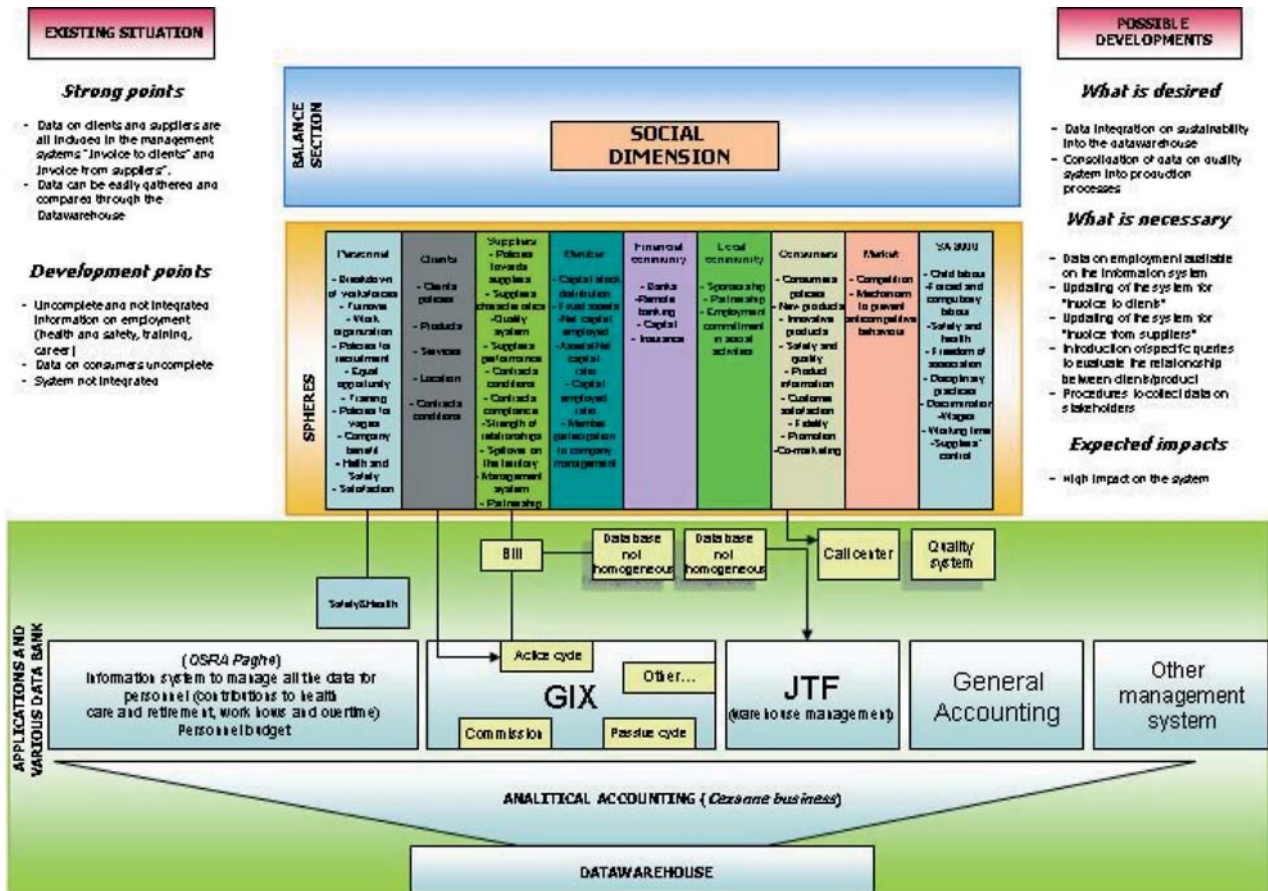 EXISTING SITUATION
Strong points
- Data on clients and suppliers are
all included in the management
systems "Invoice to clients" and
Invoice from suppliers".
- Data can be easily gathered and
compared through the
Datawarehouse
Development points
- Uncomplete and not integrated
information on employment
(health and safety, training,
career)
- Data on consumers uncomplete
- System not integrated
BALANCE
SECTION
SOCIAL
DIMENSION
SPHERES
Personnel
- Breakdown
of workforces
- Turnover
- Work
organization
- Policies for
recruitment
- Equal
opportunity
- Training
- Policies for
wages
- Company
benefit
- Helth and
Safety
- Satisfaction
Clients
- Clients
policies
- Products
- Services
- Location
- Contracts
conditions
Suppliers
- Policies
towards
suppliers
- Suppliers
characteristics
- Quality
system
- Suppliers
performance
- Contracts
conditions
- Contracts
compliance
- Strength of
relationships
- Spillover on
the territory
- Management
system
- Partnership
Member
- Capital stock
distribution
- Fixed assets
- Net capital
employed
- Assets/Net
capital
ratio
- Capital
employed
ratio
- Member
participation
to company
management
Financial
community
- Banks
- Remote
banking
- Capital
- Insurance
Local
community
- Sponsorship
- Partnership
- Employment
commitment
in social
activities
Consumers
- Consumers
policies
- New products
- Innovative
products
- Safety and
quality
- Product
information
- Customer
satisfaction
- Fidelity
- Promotion
- Co-marketing
Market
- Competition
- Mechanism
to prevent
anticompetitive
behaviour
SA 8000
- Child labour
- Forced and
compulsory
labour
- Safety and
health
- Freedom of
association
- Disciplinary
practices
- Discrimination
- Wages
- Working time
- Suppliers'
control
POSSIBLE
DEVELOPMENTS
What is desired
- Data integration on sustainability
into the datawarehouse
- Consolidation of data on quality
system into production
processes
What is necessary
- Data on employment available
on the information system
- Updating of the system for
"invoice to clients"
- Updating of the system for
"invoice from suppliers"
- Introduction of specific queries
to evaluate the relationship
between clients/product
- Procedures to collect data on
stakeholders
Expected impacts
- High impact on the system
APPLICATIONS AND
VARIOUS DATA BANK
Safety&Health
Bill
Database
not
homogeneous
Database
not
homogeneous
Call center
Quality
system
(OSRA Paghe)
Information system to manage all the data for
personnel (contributions to health
care and retirement, work hows and overtime)
Personnel budget
Active cycle
Other...
GIX
Commission
Passive cycle
JTF
(warehouse management)
General
Accounting
Other
management
system
ANALITICAL ACCOUNTING (Cezanne business)
DATAWAREHOUSE